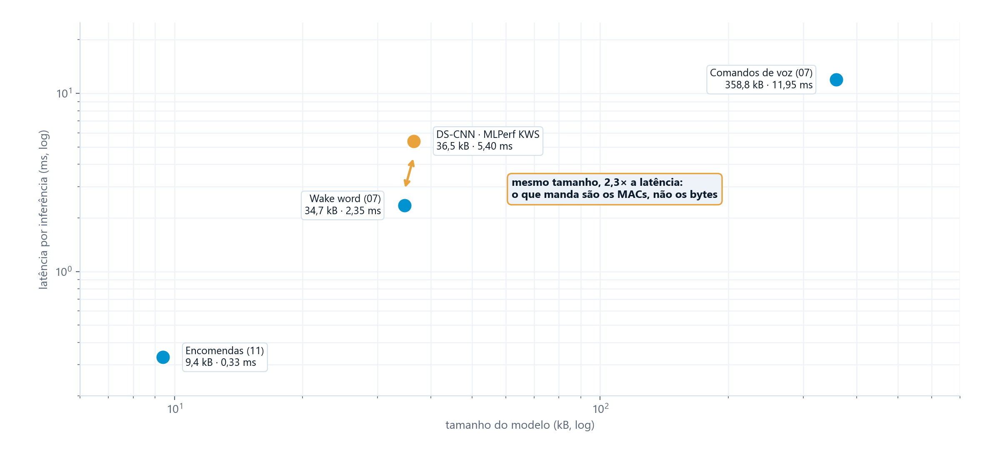 Comandos de voz (07)
358,8 kB · 11,95 ms
10¹
DS-CNN · MLPerf KWS
36,5 kB · 5,40 ms
mesmo tamanho, 2,3× a latência:
o que manda são os MACs, não os bytes
Wake word (07)
34,7 kB · 2,35 ms
latência por inferência (ms, log)
10⁰
Encomendas (11)
9,4 kB · 0,33 ms
10¹
10²
tamanho do modelo (kB, log)